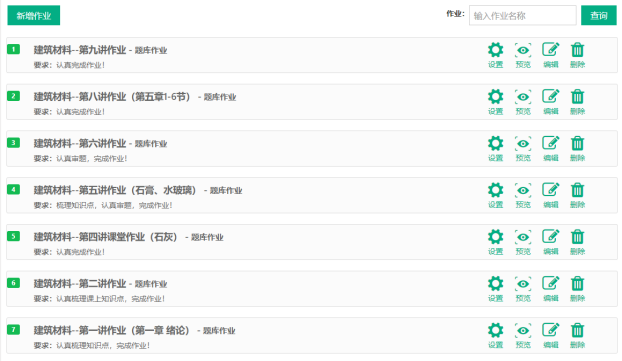 新增作业
作业： 输入作业名称 查询
1 建筑材料--第九讲作业 - 题库作业
要求：认真完成作业！
设置 预览 编辑 删除
2 建筑材料--第八讲作业（第五章1-6节） - 题库作业
要求：认真完成作业！
设置 预览 编辑 删除
3 建筑材料--第六讲作业 - 题库作业
要求：认真审题，完成作业！
设置 预览 编辑 删除
4 建筑材料--第五讲作业（石膏、水玻璃） - 题库作业
要求：梳理知识点，认真审题，完成作业！
设置 预览 编辑 删除
5 建筑材料--第四讲课堂作业（石灰） - 题库作业
要求：认真完成作业！
设置 预览 编辑 删除
6 建筑材料--第二讲作业 - 题库作业
要求：认真梳理课上知识点，完成作业！
设置 预览 编辑 删除
7 建筑材料--第一讲作业（第一章 绪论） - 题库作业
要求：认真梳理知识点，完成作业！
设置 预览 编辑 删除